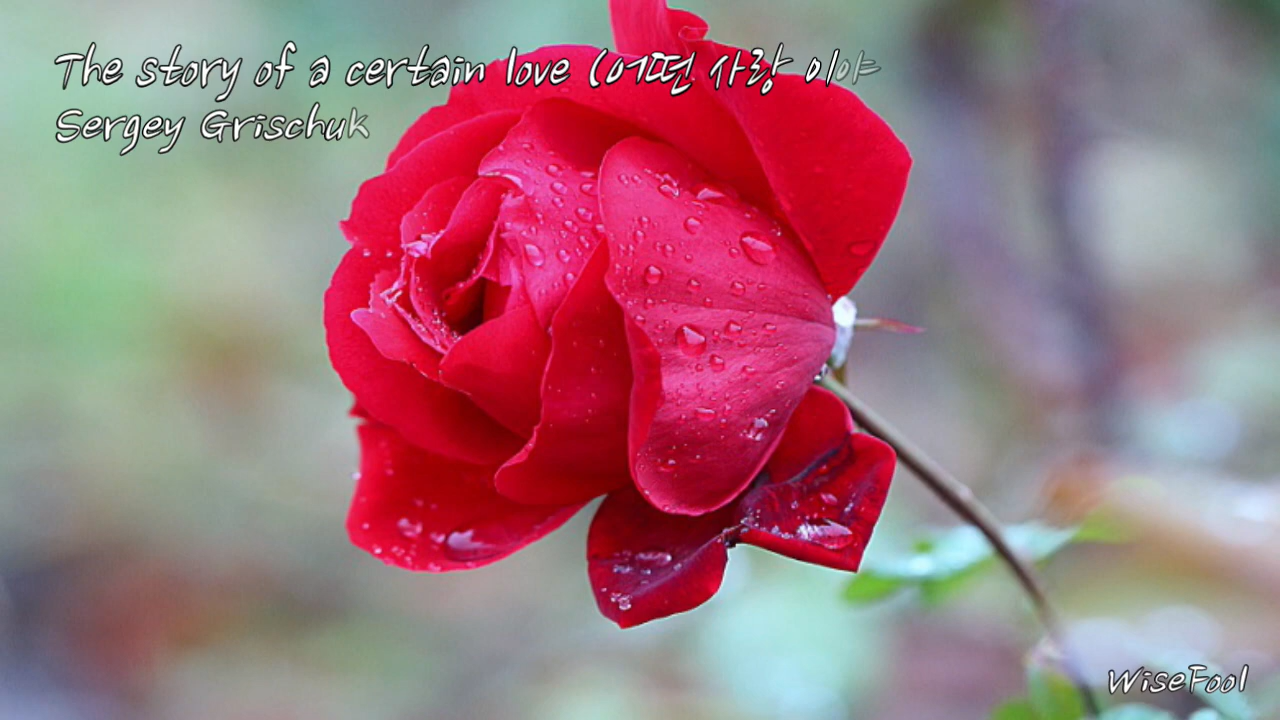 The story of a certain love (어떤 사랑 이야
Sergey Grischuk
WiseFool